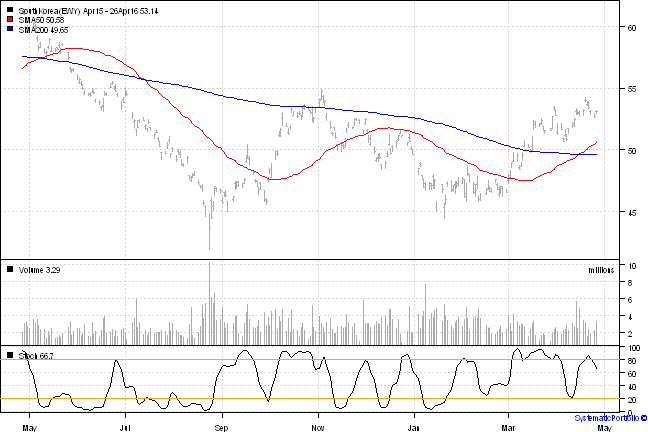 South Korea(EWY) Apr15 - 26Apr16 53.14
SMA50 50.58
SMA200 49.65
60
55
50
45
Volume 3.29
millions
10
8
6
4
2
Stoch 66.7
100
80
60
40
20
0
May Jul Sep Nov Jan Mar May
SystematicPortfolio ©